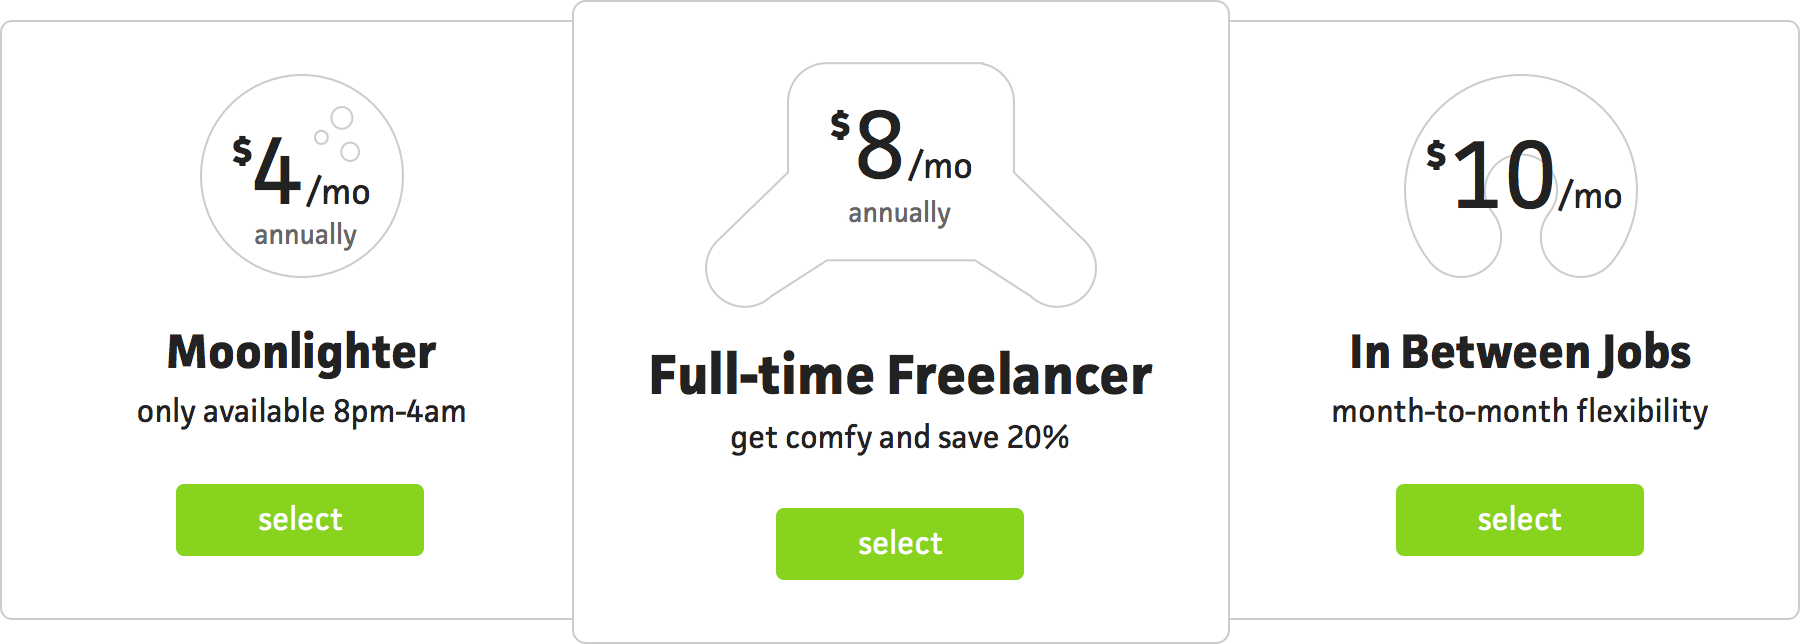 $4/mo
annually
Moonlighter
only available 8pm-4am
select
$8/mo
annually
Full-time Freelancer
get comfy and save 20%
select
$10/mo
In Between Jobs
month-to-month flexibility
select